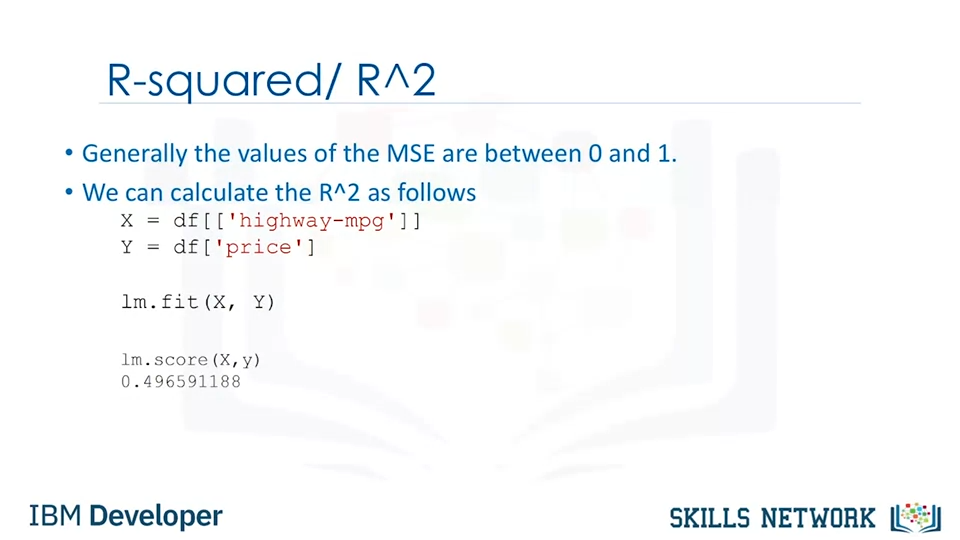 R-squared/ R^2
• Generally the values of the MSE are between 0 and 1.
• We can calculate the R^2 as follows
X = df[['highway-mpg']]
Y = df['price']
lm.fit(X, Y)
lm.score(X,y)
0.496591188
IBM Developer
SKILLS NETWORK